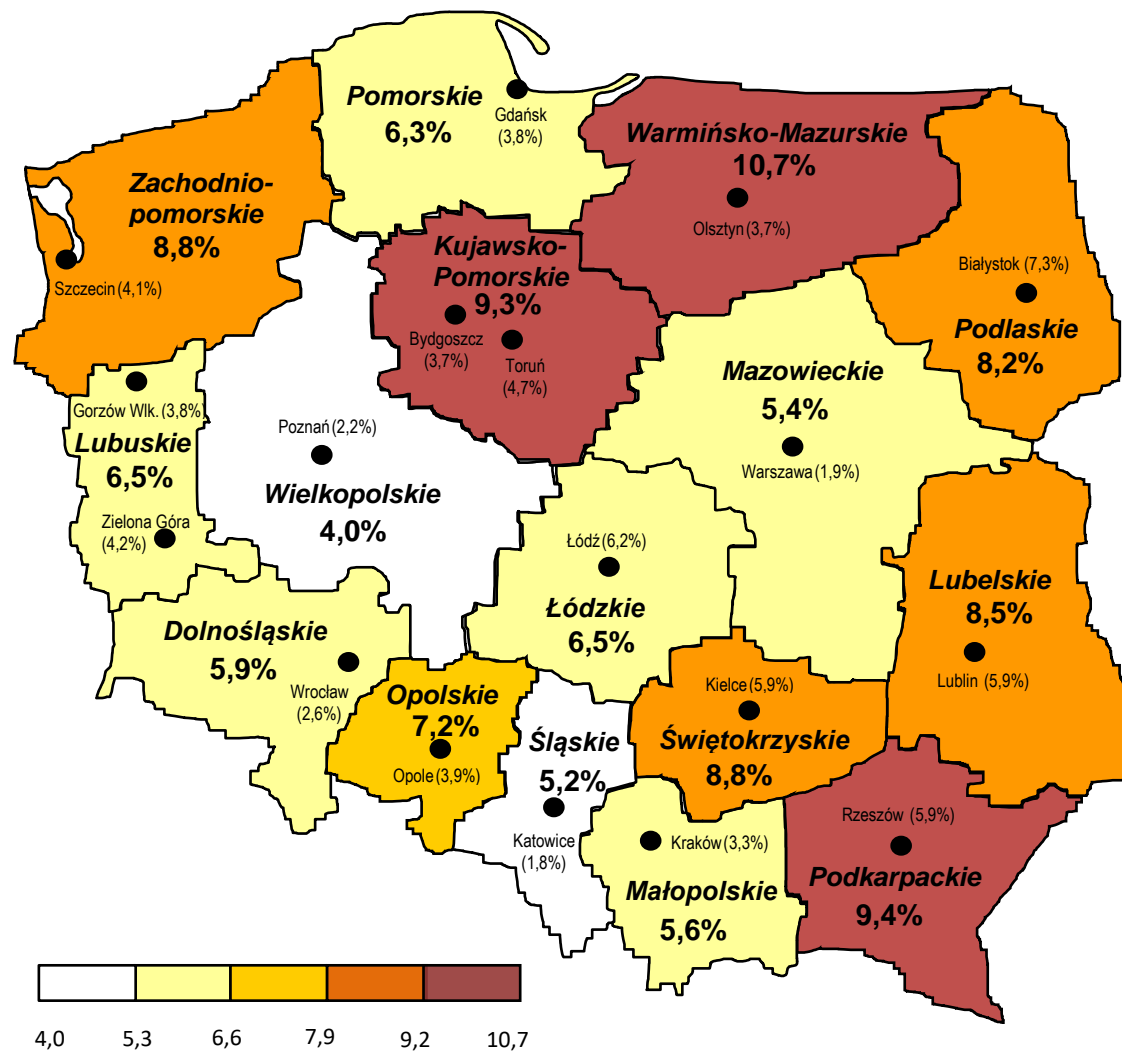 Pomorskie
6,3%
Gdańsk
(3,8%)
Warmińsko-Mazurskie
10,7%
Olsztyn (3,7%)
Zachodnio-
pomorskie
8,8%
Szczecin (4,1%)
Kujawsko-
Pomorskie
9,3%
Bydgoszcz
(3,7%)
Toruń
(4,7%)
Białystok (7,3%)
Podlaskie
8,2%
Mazowieckie
5,4%
Warszawa (1,9%)
Gorzów Wlk. (3,8%)
Lubuskie
6,5%
Zielona Góra
(4,2%)
Poznań (2,2%)
Wielkopolskie
4,0%
Łódź (6,2%)
Łódzkie
6,5%
Lubelskie
8,5%
Lublin (5,9%)
Dolnośląskie
5,9%
Wrocław
(2,6%)
Opolskie
7,2%
Opole (3,9%)
Śląskie
5,2%
Katowice
(1,8%)
Kielce (5,9%)
Świętokrzyskie
8,8%
Kraków (3,3%)
Małopolskie
5,6%
Rzeszów (5,9%)
Podkarpackie
9,4%
4,0 5,3 6,6 7,9 9,2 10,7